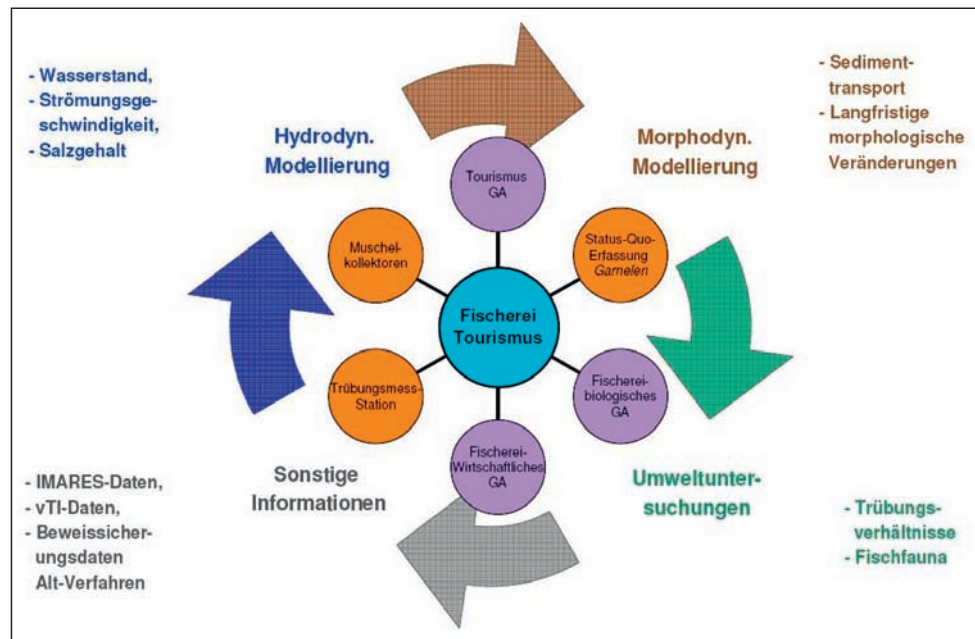 - Wasserstand,
- Strömungsge-
schwindigkeit,
- Salzgehalt
Hydrodyn.
Modellierung
Morphodyn.
Modellierung
- Sediment-
transport
- Langfristige
morphologische
Veränderungen
Tourismus
GA
Muschel-
kollektoren
Status-Quo-
Erfassung
Garnelen
Fischerei
Tourismus
Trübungsmess-
Station
Fischerei-
biologisches
GA
Fischerei-
Wirtschaftliches
GA
Sonstige
Informationen
Umweltunter-
suchungen
- IMARES-Daten,
- vTI-Daten,
- Beweissicher-
ungsdaten
Alt-Verfahren
- Trübungs-
verhältnisse
- Fischfauna